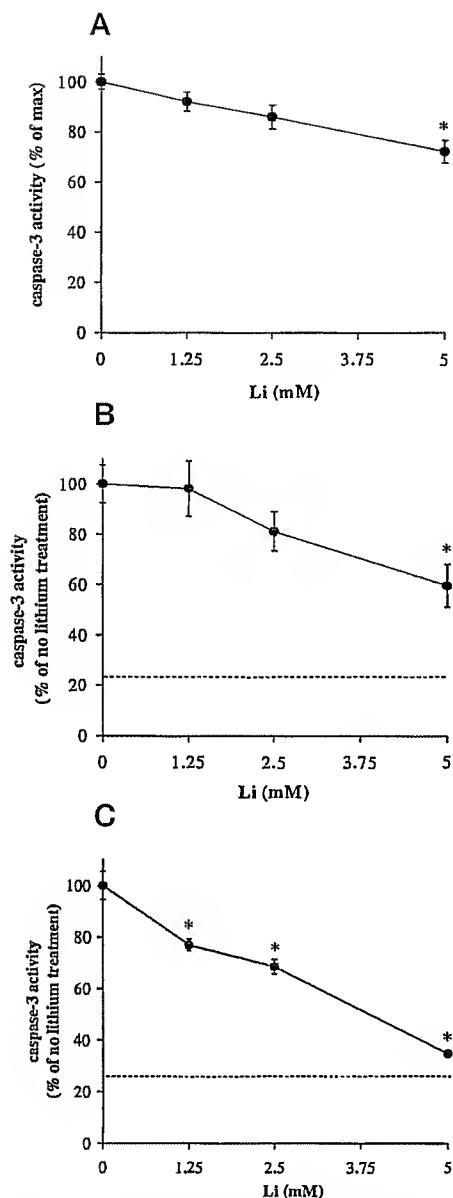 A
caspase-3 activity (% of max)
100
80
60
40
20
0
*
0 1.25 2.5 3.75 5
Li (mM)
B
caspase-3 activity
(% of no lithium treatment)
100
80
60
40
20
0
*
0 1.25 2.5 3.75 5
Li (mM)
C
caspase-3 activity
(% of no lithium treatment)
100
80
60
40
20
0
* * *
0 1.25 2.5 3.75 5
Li (mM)